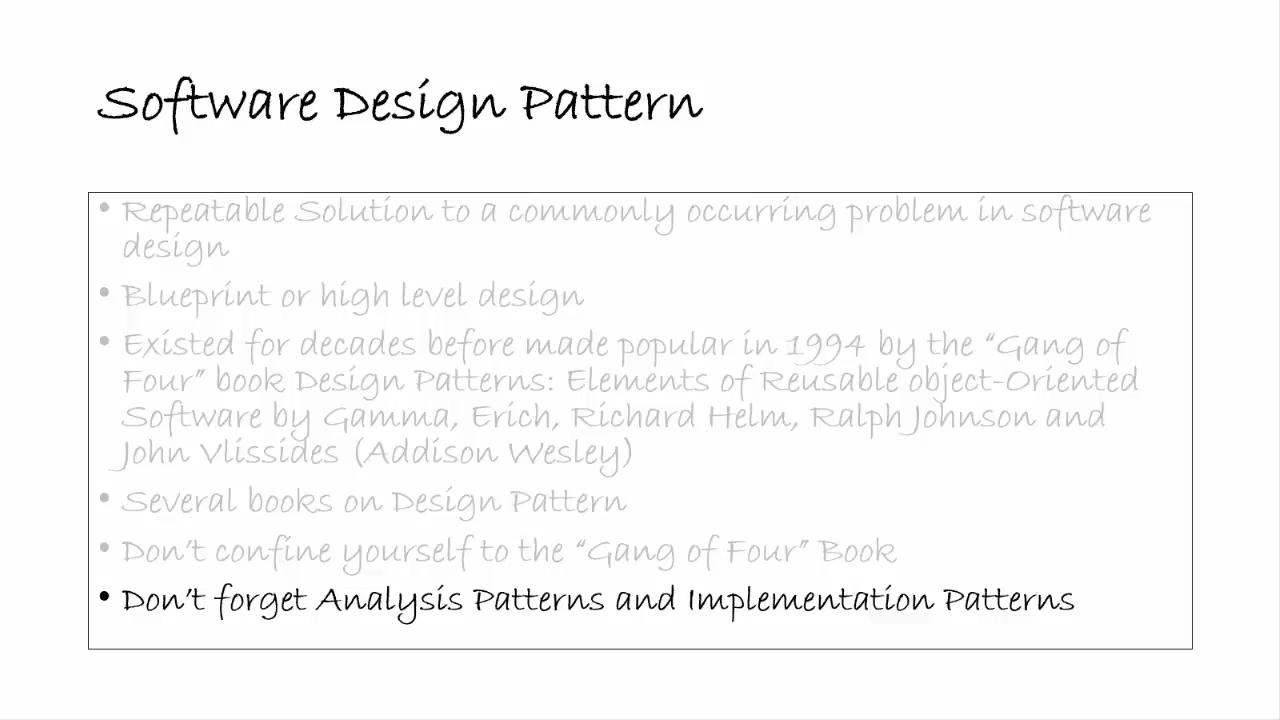 Software Design Pattern
• Repeatable Solution to a commonly occurring problem in software
design
• Blueprint or high level design
• Existed for decades before made popular in 1994 by the “Gang of
Four” book Design Patterns: Elements of Reusable object-Oriented
Software by Gamma, Erich, Richard Helm, Ralph Johnson and
John Vlissides (Addison Wesley)
• Several books on Design Pattern
• Don’t confine yourself to the “Gang of Four” Book
• Don’t forget Analysis Patterns and Implementation Patterns